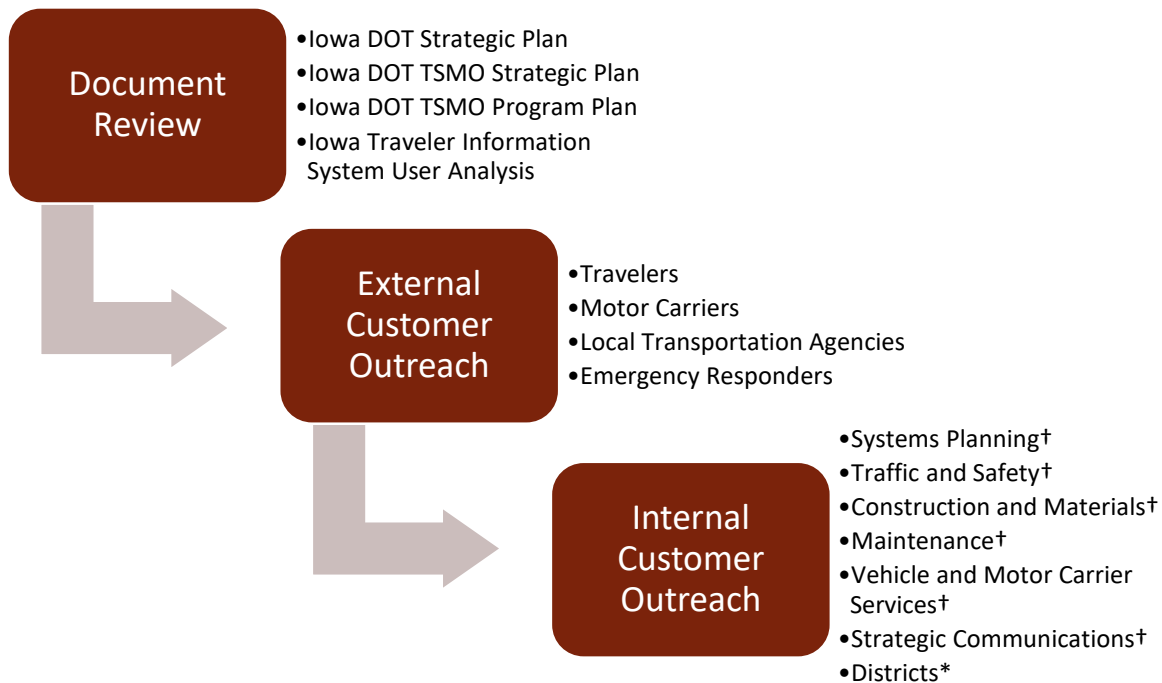 Document
Review
•Iowa DOT Strategic Plan
•Iowa DOT TSMO Strategic Plan
•Iowa DOT TSMO Program Plan
•Iowa Traveler Information
System User Analysis
External
Customer
Outreach
•Travelers
•Motor Carriers
•Local Transportation Agencies
•Emergency Responders
Internal
Customer
Outreach
•Systems Planning†
•Traffic and Safety†
•Construction and Materials†
•Maintenance†
•Vehicle and Motor Carrier
Services†
•Strategic Communications†
•Districts*